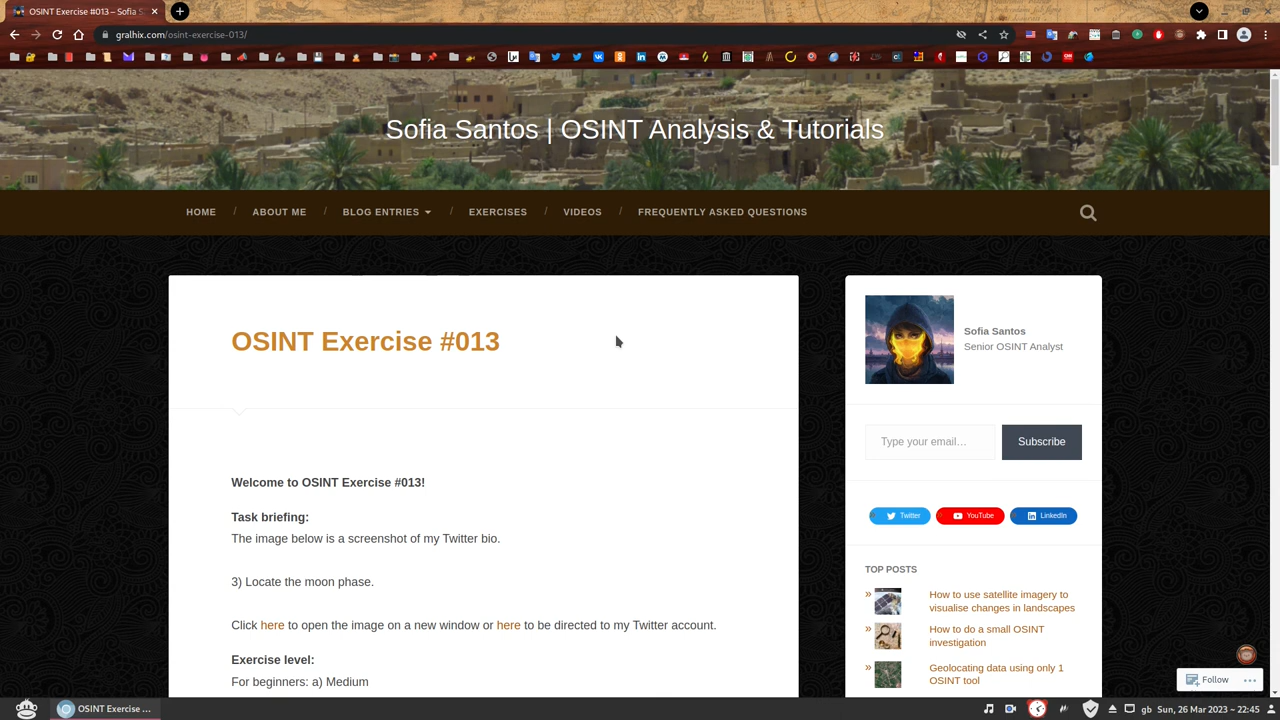 OSINT Exercise #013 – Sofia S
gralhix.com/osint-exercise-013/
Sofia Santos | OSINT Analysis & Tutorials
HOME / ABOUT ME / BLOG ENTRIES / EXERCISES / VIDEOS / FREQUENTLY ASKED QUESTIONS
OSINT Exercise #013
Welcome to OSINT Exercise #013!
Task briefing:
The image below is a screenshot of my Twitter bio.
3) Locate the moon phase.
Click here to open the image on a new window or here to be directed to my Twitter account.
Exercise level:
For beginners: a) Medium
Sofia Santos
Senior OSINT Analyst
Type your email…
Subscribe
Twitter
YouTube
LinkedIn
TOP POSTS
» How to use satellite imagery to
visualise changes in landscapes
» How to do a small OSINT
investigation
» Geolocating data using only 1
OSINT tool
Follow
OSINT Exercise ...
gb Sun, 26 Mar 2023 ~ 22:45